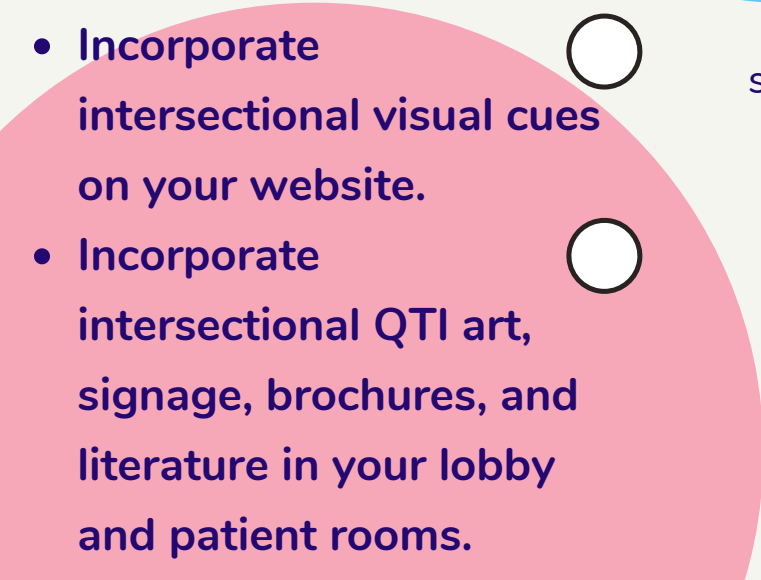 • Incorporate
intersectional visual cues
on your website.
• Incorporate
intersectional QTI art,
signage, brochures, and
literature in your lobby
and patient rooms.